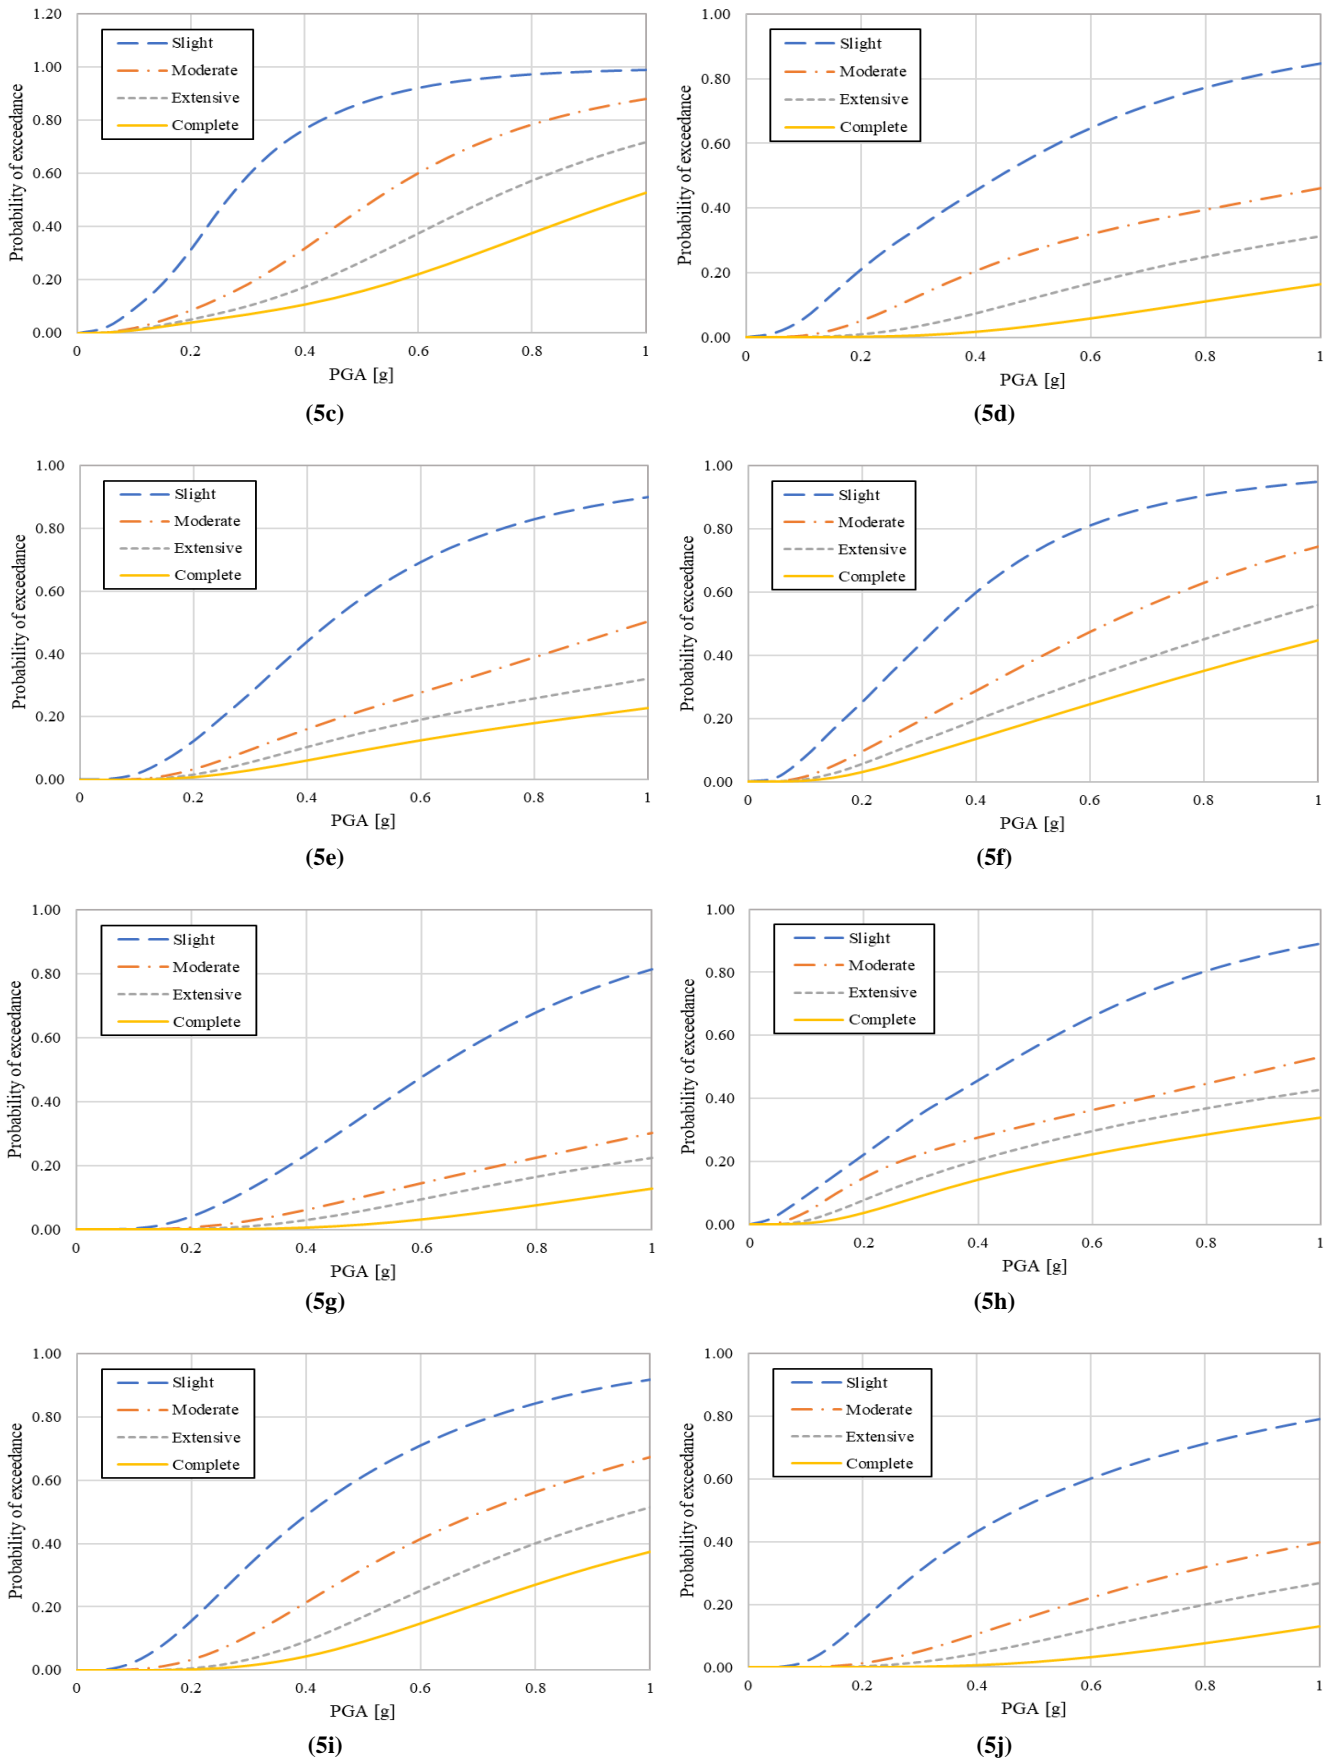 1.20
1.00
0.80
0.60
0.40
0.20
0.00
Probability of exceedance
Slight
Moderate
Extensive
Complete
0 0.2 0.4 0.6 0.8 1
PGA [g]
(5c)
1.00
0.80
0.60
0.40
0.20
0.00
Probability of exceedance
Slight
Moderate
Extensive
Complete
0 0.2 0.4 0.6 0.8 1
PGA [g]
(5d)
1.00
0.80
0.60
0.40
0.20
0.00
Probability of exceedance
Slight
Moderate
Extensive
Complete
0 0.2 0.4 0.6 0.8 1
PGA [g]
(5e)
1.00
0.80
0.60
0.40
0.20
0.00
Probability of exceedance
Slight
Moderate
Extensive
Complete
0 0.2 0.4 0.6 0.8 1
PGA [g]
(5f)
1.00
0.80
0.60
0.40
0.20
0.00
Probability of exceedance
Slight
Moderate
Extensive
Complete
0 0.2 0.4 0.6 0.8 1
PGA [g]
(5g)
1.00
0.80
0.60
0.40
0.20
0.00
Probability of exceedance
Slight
Moderate
Extensive
Complete
0 0.2 0.4 0.6 0.8 1
PGA [g]
(5h)
1.00
0.80
0.60
0.40
0.20
0.00
Probability of exceedance
Slight
Moderate
Extensive
Complete
0 0.2 0.4 0.6 0.8 1
PGA [g]
(5i)
1.00
0.80
0.60
0.40
0.20
0.00
Probability of exceedance
Slight
Moderate
Extensive
Complete
0 0.2 0.4 0.6 0.8 1
PGA [g]
(5j)